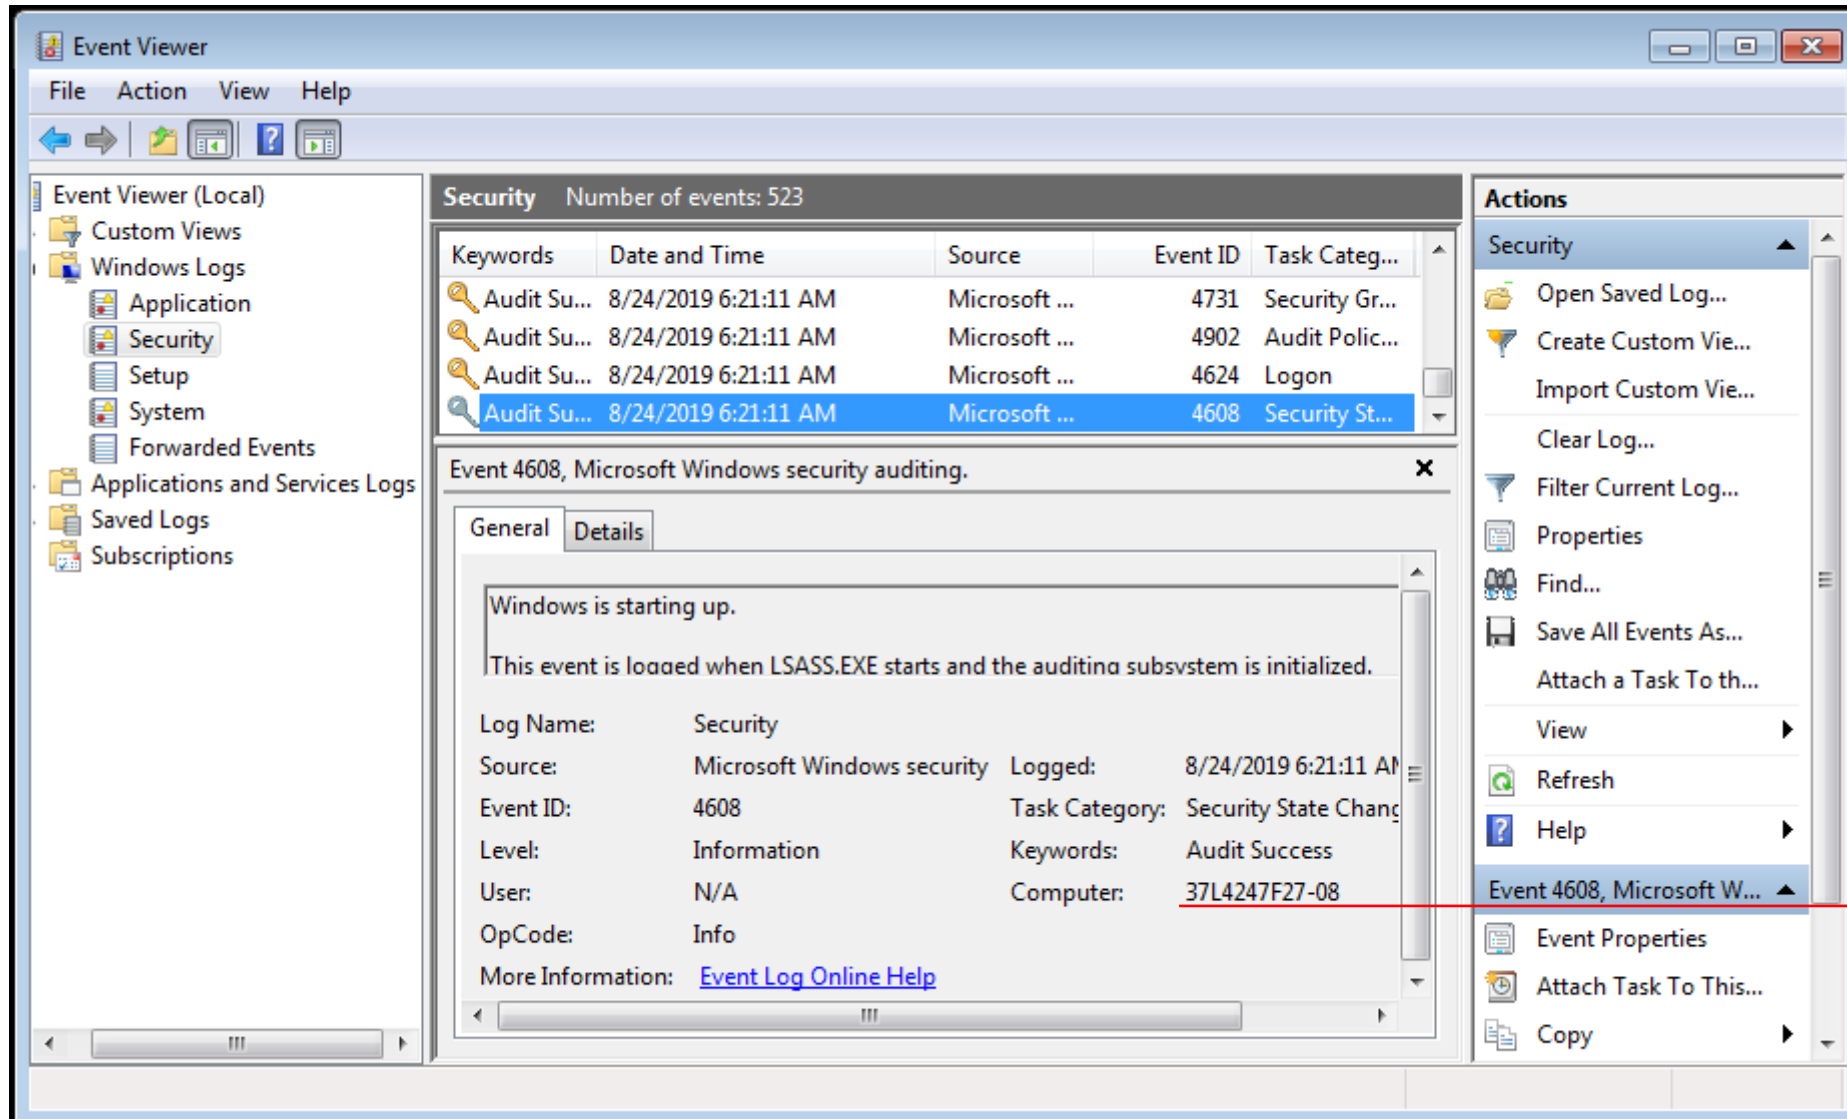 Event Viewer
File Action View Help
Event Viewer (Local)
Custom Views
Windows Logs
Application
Security
Setup
System
Forwarded Events
Applications and Services Logs
Saved Logs
Subscriptions
Security Number of events: 523
Keywords Date and Time Source Event ID Task Categ...
Audit Su... 8/24/2019 6:21:11 AM Microsoft ... 4731 Security Gr...
Audit Su... 8/24/2019 6:21:11 AM Microsoft ... 4902 Audit Polic...
Audit Su... 8/24/2019 6:21:11 AM Microsoft ... 4624 Logon
Audit Su... 8/24/2019 6:21:11 AM Microsoft ... 4608 Security St...
Event 4608, Microsoft Windows security auditing.
General Details
Windows is starting up.
This event is logged when LSASS.EXE starts and the auditing subsystem is initialized.
Log Name: Security
Source: Microsoft Windows security Logged: 8/24/2019 6:21:11 AM
Event ID: 4608 Task Category: Security State Chang
Level: Information Keywords: Audit Success
User: N/A Computer: 37L4247F27-08
OpCode: Info
More Information: Event Log Online Help
Actions
Security
Open Saved Log...
Create Custom Vie...
Import Custom Vie...
Clear Log...
Filter Current Log...
Properties
Find...
Save All Events As...
Attach a Task To th...
View
Refresh
Help
Event 4608, Microsoft W...
Event Properties
Attach Task To This...
Copy